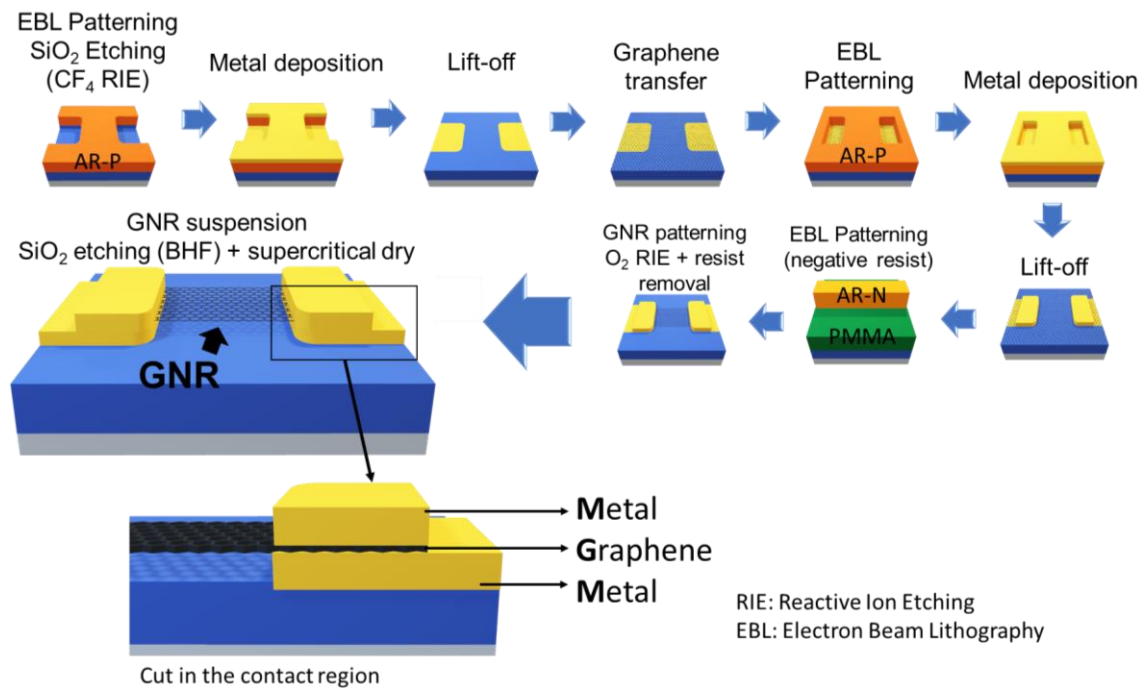 EBL Patterning
SiO₂ Etching
(CF₄ RIE)
AR-P
Metal deposition
Lift-off
Graphene
transfer
EBL
Patterning
AR-P
Metal deposition
Lift-off
EBL Patterning
(negative resist)
AR-N
PMMA
GNR patterning
O₂ RIE + resist
removal
GNR suspension
SiO₂ etching (BHF) + supercritical dry
GNR
Metal
Graphene
Metal
Cut in the contact region
RIE: Reactive Ion Etching
EBL: Electron Beam Lithography